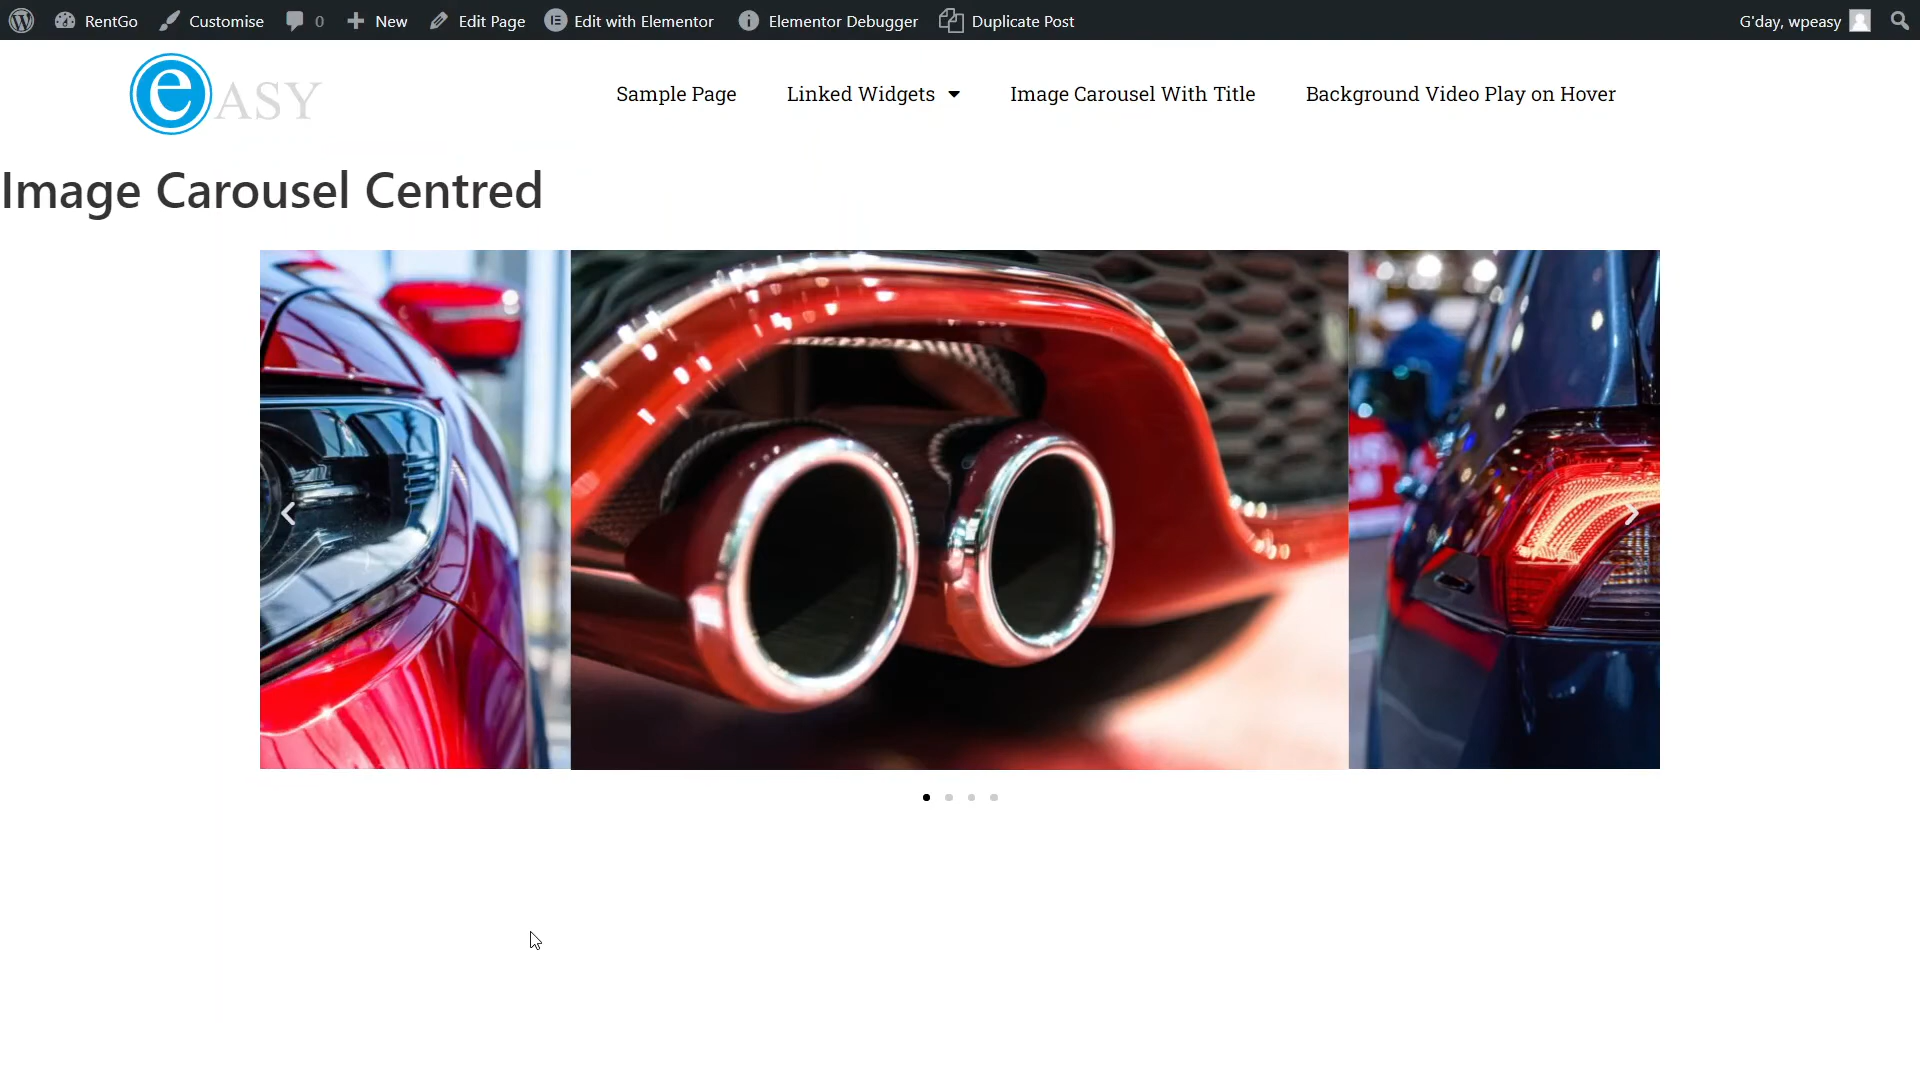 RentGo Customise 0 New Edit Page Edit with Elementor Elementor Debugger Duplicate Post G'day, wpeasy
eASY Sample Page Linked Widgets Image Carousel With Title Background Video Play on Hover
Image Carousel Centred